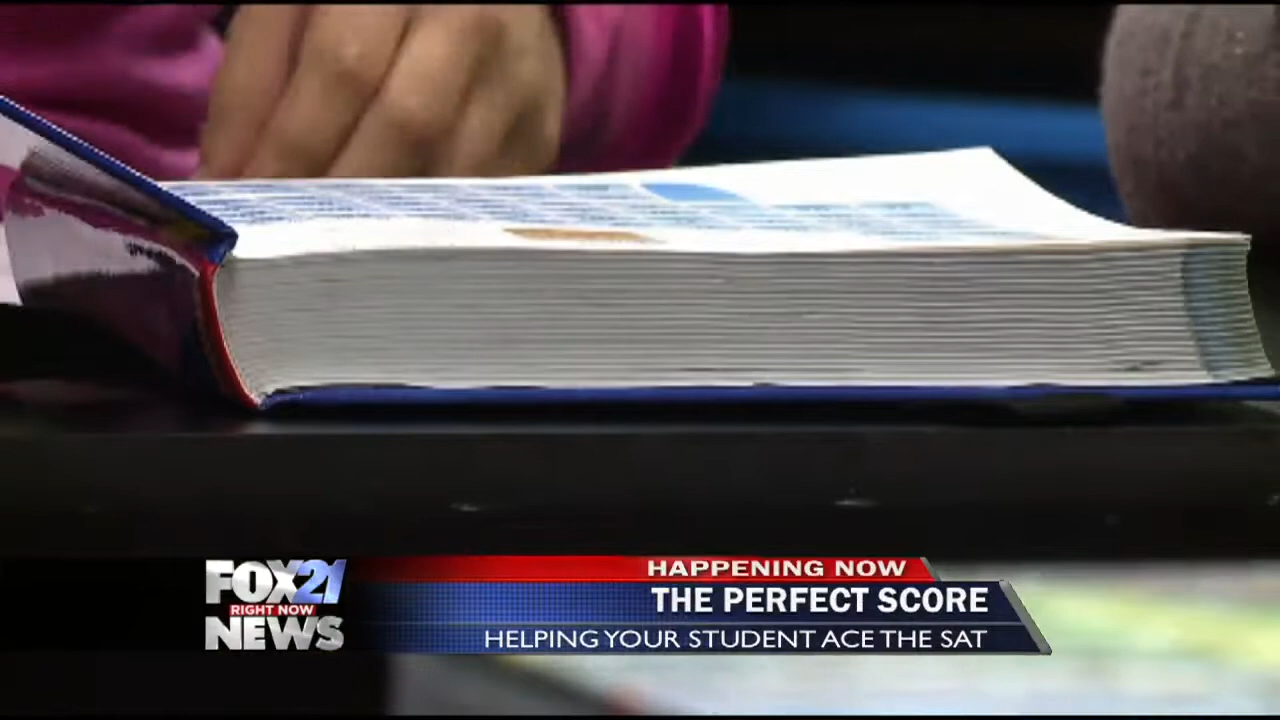 HAPPENING NOW
FOX21
THE PERFECT SCORE
RIGHT NOW
NEWS
HELPING YOUR STUDENT ACE THE SAT